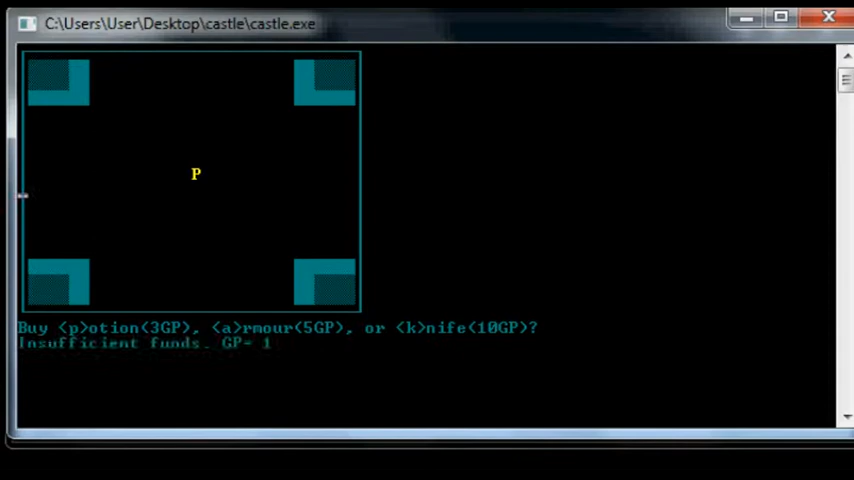 C:\Users\User\Desktop\castle\castle.exe
P
Buy <p>otion(3GP), <a>rmour(5GP), or <k>nife(10GP)?
Insufficient funds. GP= 1